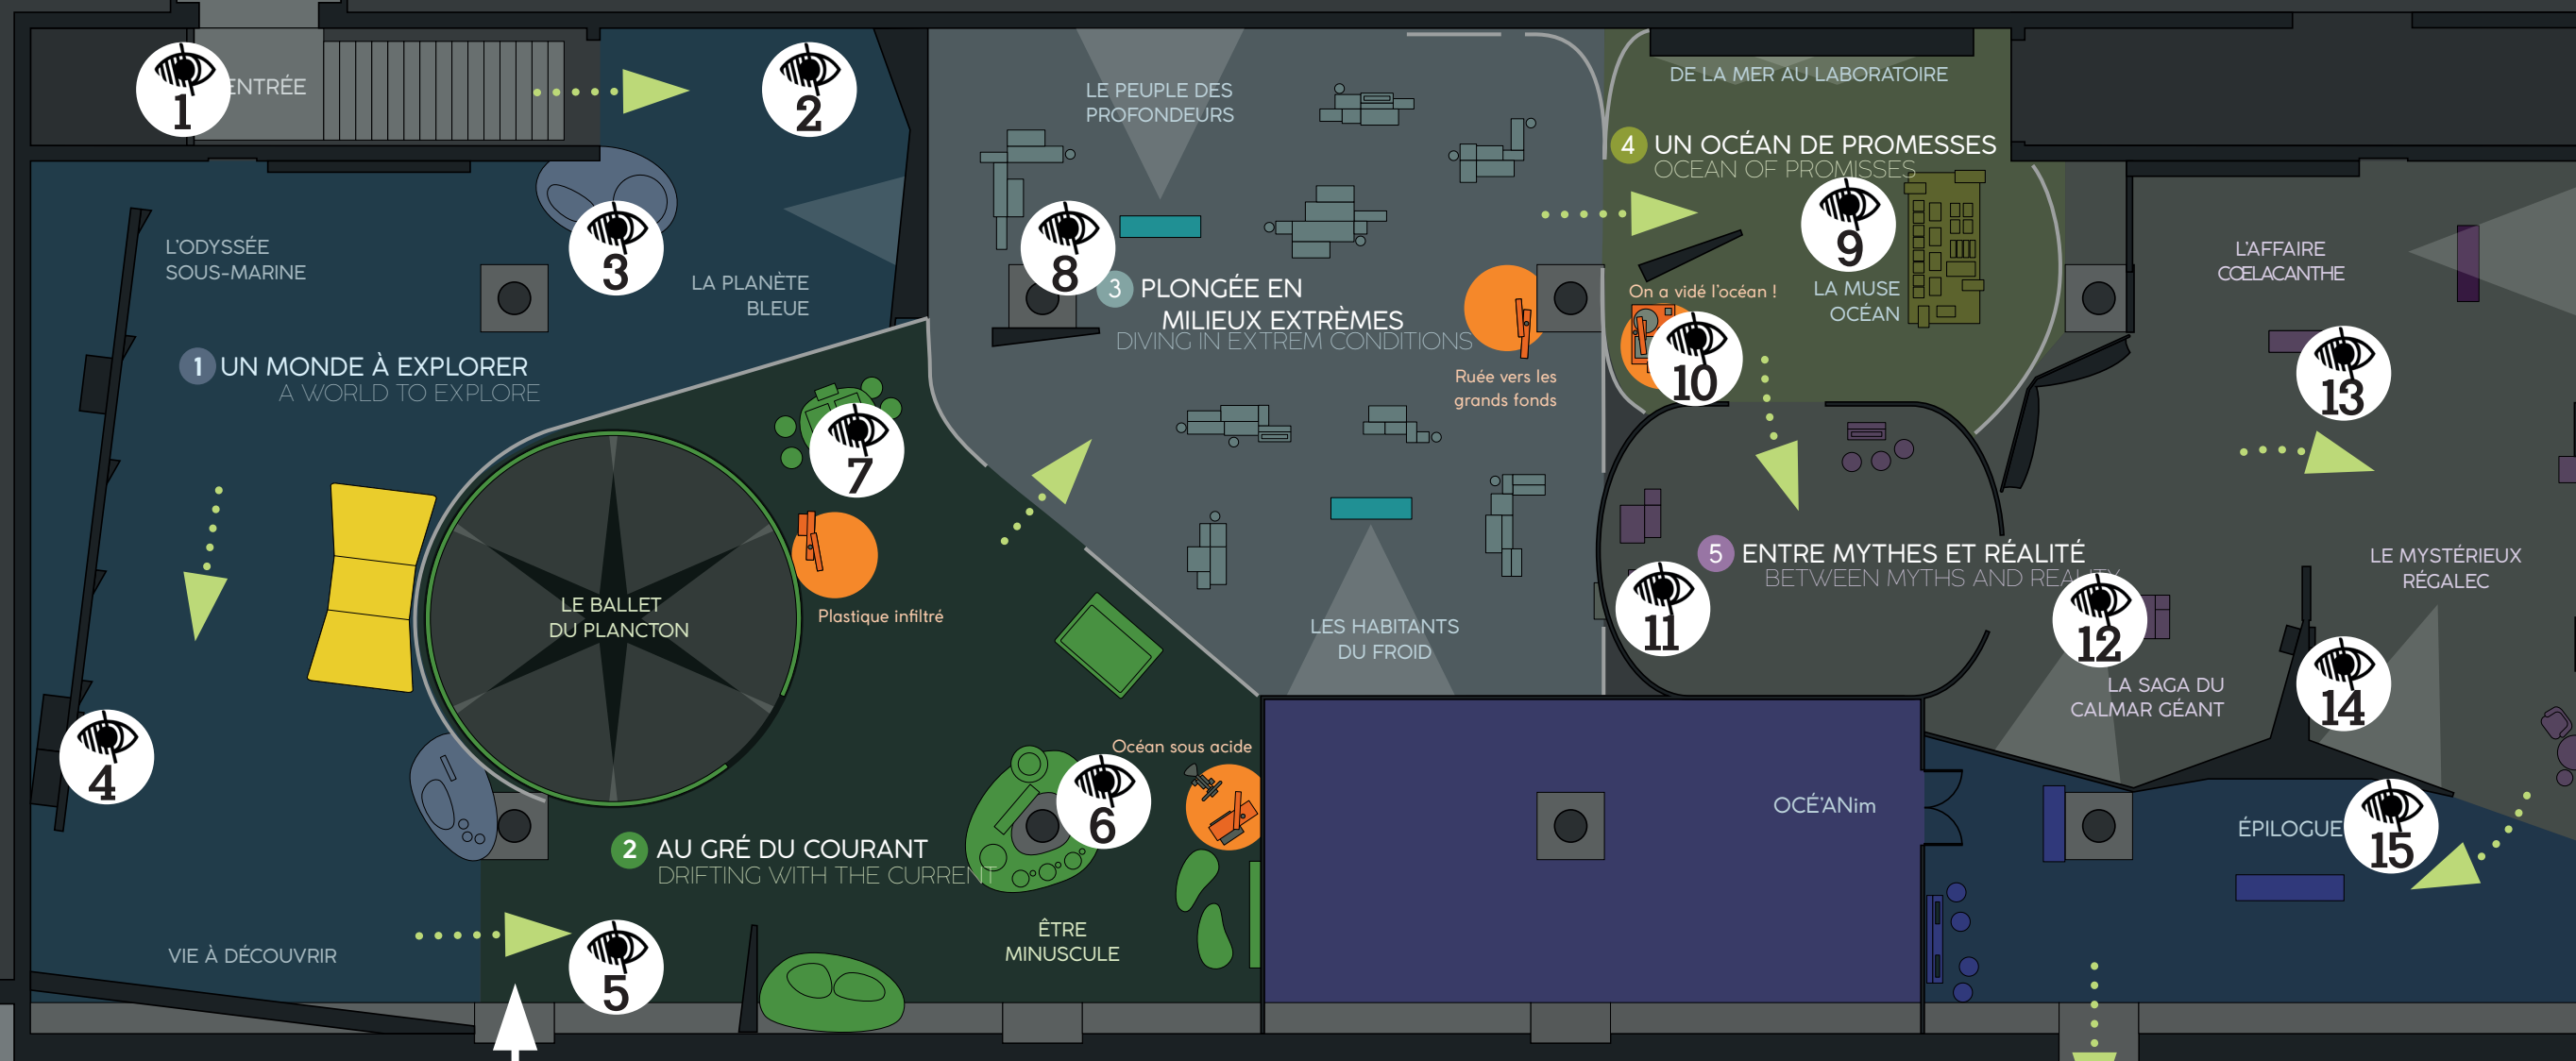 1
ENTRÉE
2
3
L'ODYSSÉE
SOUS-MARINE
LA PLANÈTE
BLEUE
1 UN MONDE À EXPLORER
A WORLD TO EXPLORE
4
VIE À DÉCOUVRIR
5
LE BALLET
DU PLANCTON
7
Plastique infiltré
2 AU GRÉ DU COURANT
DRIFTING WITH THE CURRENT
Océan sous acide
6
ÊTRE
MINUSCULE
LE PEUPLE DES
PROFONDEURS
8
3 PLONGÉE EN
MILIEUX EXTRÈMES
DIVING IN EXTREM CONDITIONS
Ruée vers les
grands fonds
LES HABITANTS
DU FROID
DE LA MER AU LABORATOIRE
4 UN OCÉAN DE PROMESSES
OCEAN OF PROMISSES
9
On a vidé l'océan !
LA MUSE
OCÉAN
10
5 ENTRE MYTHES ET RÉALITÉ
BETWEEN MYTHS AND REALITY
11
12
LA SAGA DU
CALMAR GÉANT
L'AFFAIRE
CŒLACANTHE
13
LE MYSTÉRIEUX
RÉGALEC
14
OCÉ'ANim
ÉPILOGUE
15